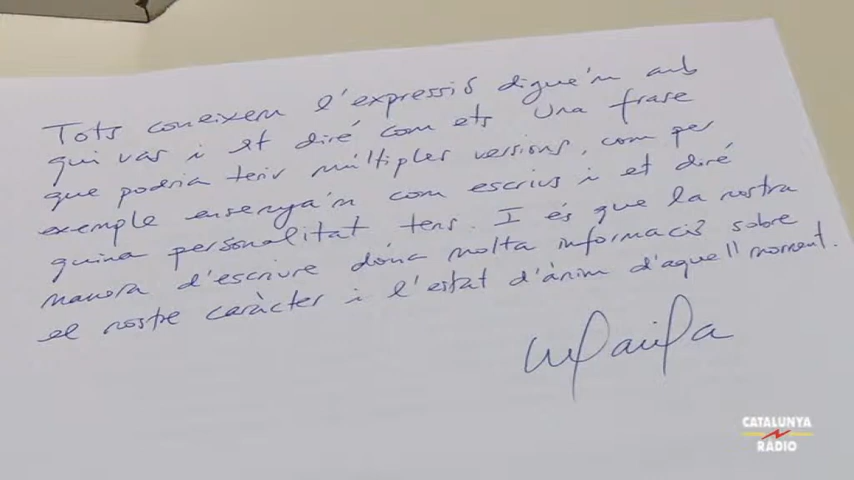 Tots coneixem l'expressió digue'm amb
qui vas i et diré com ets Una frase
que podria tenir múltiples versions, com per
exemple ensenya'm com escrius i et diré
quina personalitat tens. I és que la nostra
manera d'escriure dóna molta informació sobre
el nostre caràcter i l'estat d'ànim d'aquell moment.
CATALUNYA
RADIO